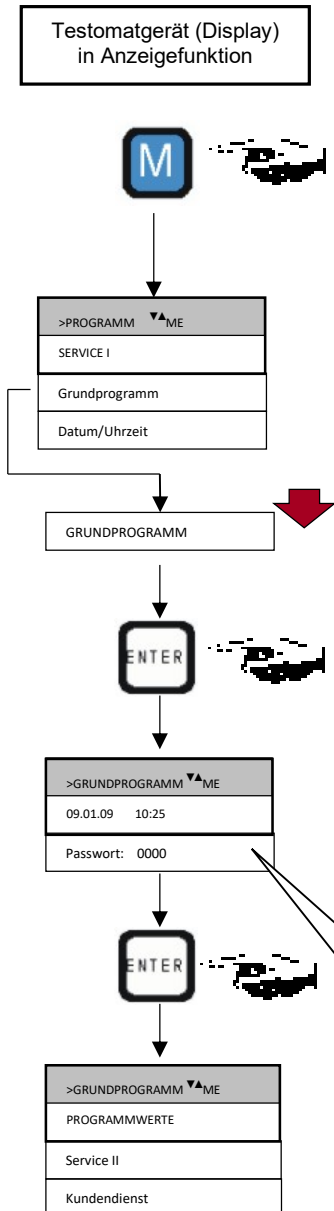 Testomatgerät (Display)
in Anzeigefunktion
M
>PROGRAMM ▼▲ME
SERVICE I
Grundprogramm
Datum/Uhrzeit
GRUNDPROGRAMM
ENTER
>GRUNDPROGRAMM ▼▲ME
09.01.09 10:25
Passwort: 0000
ENTER
>GRUNDPROGRAMM ▼▲ME
PROGRAMMWERTE
Service II
Kundendienst